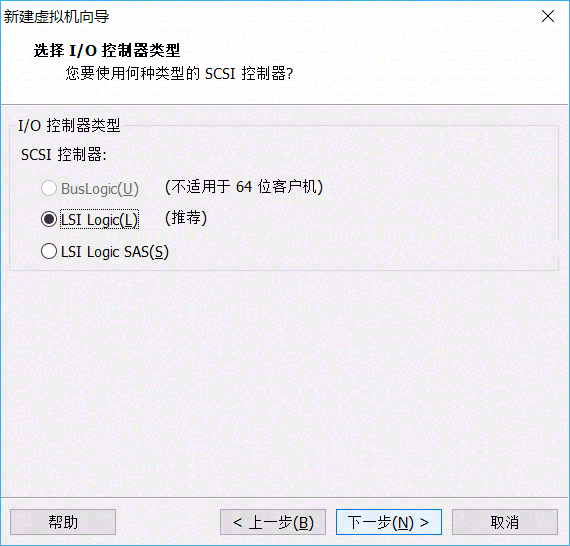 新建虚拟机向导
选择 I/O 控制器类型
您要使用何种类型的 SCSI 控制器?
I/O 控制器类型
SCSI 控制器:
BusLogic(U) (不适用于 64 位客户机)
LSI Logic(L) (推荐)
LSI Logic SAS(S)
帮助 < 上一步(B) 下一步(N) > 取消